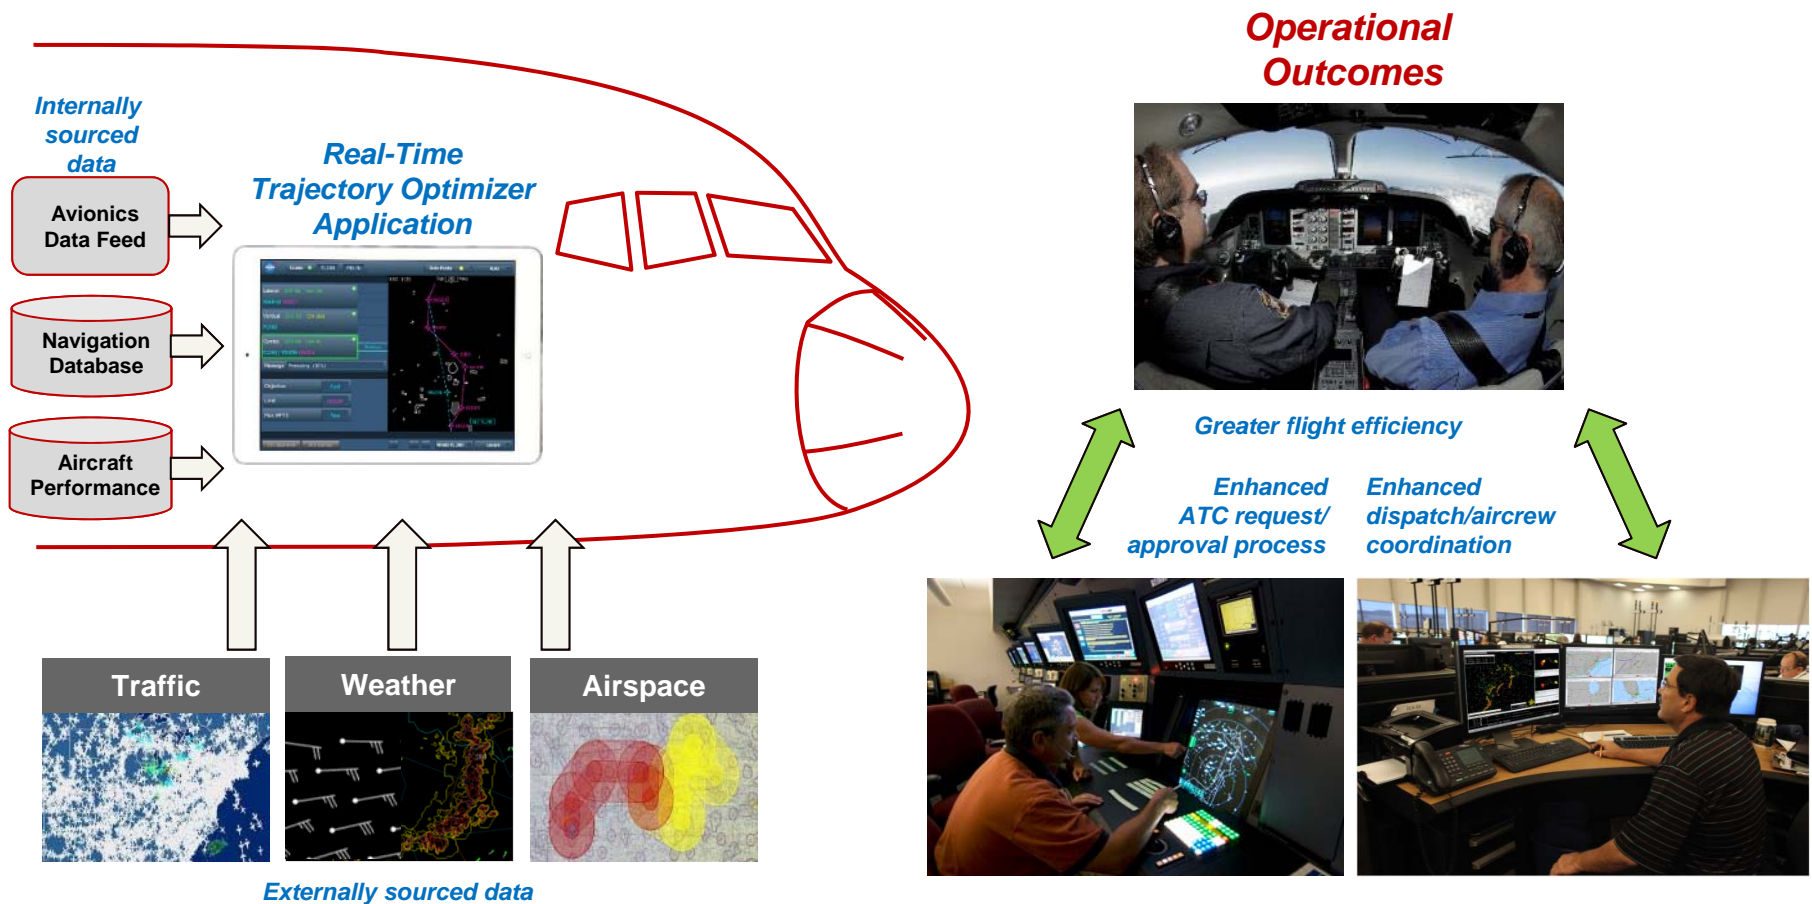 Operational
Outcomes
Internally
sourced
data
Real-Time
Trajectory Optimizer
Application
Avionics
Data Feed
Navigation
Database
Aircraft
Performance
Greater flight efficiency
Enhanced
ATC request/
approval process
Enhanced
dispatch/aircrew
coordination
Traffic
Weather
Airspace
Externally sourced data